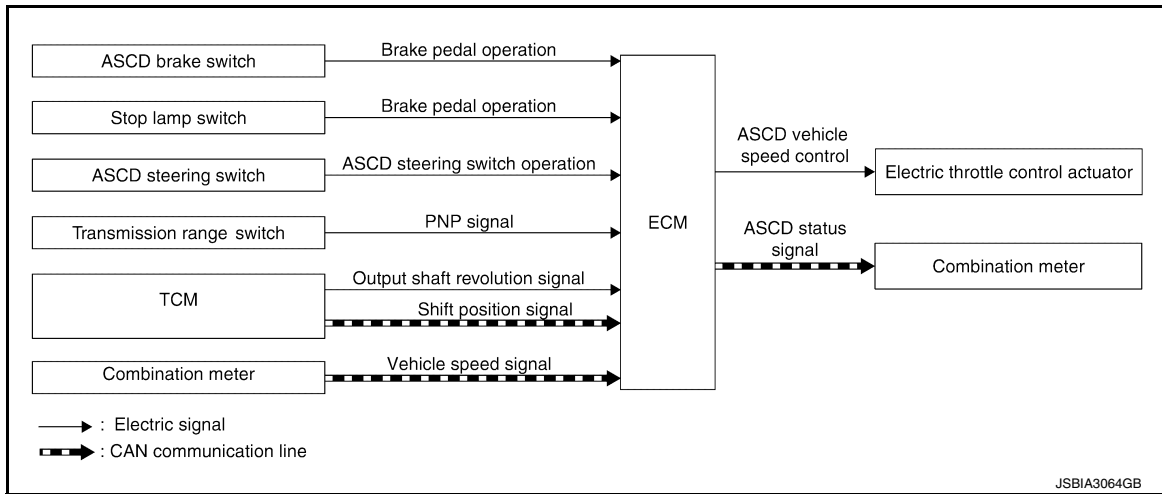 ASCD brake switch
Brake pedal operation
Stop lamp switch
Brake pedal operation
ASCD steering switch
ASCD steering switch operation
Transmission range switch
PNP signal
TCM
Output shaft revolution signal
Shift position signal
Combination meter
Vehicle speed signal
ECM
ASCD vehicle
speed control
Electric throttle control actuator
ASCD status
signal
Combination meter
: Electric signal
: CAN communication line
JSBIA3064GB